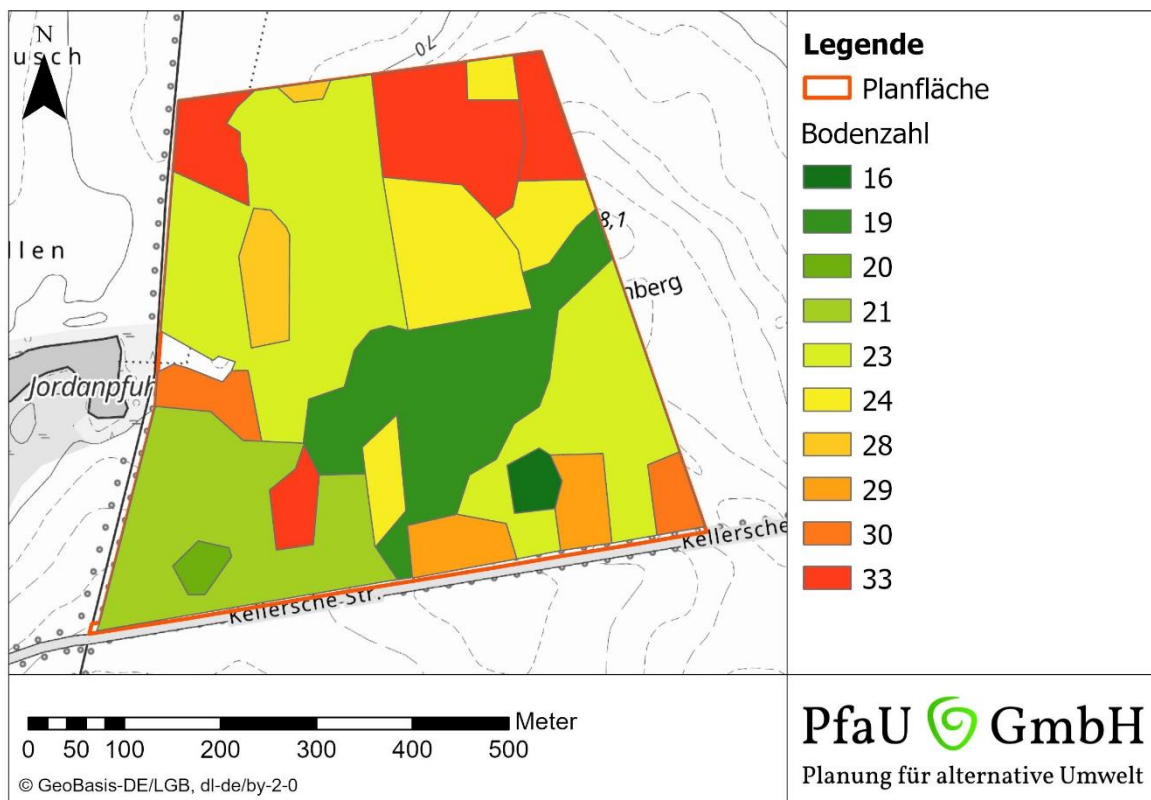 N
usch
70
llen
8,1
nberg
Jordanpfuh
Kellersche
Kellersche Str.
Legende
Planfläche
Bodenzahl
16
19
20
21
23
24
28
29
30
33
Meter
0 50 100 200 300 400 500
© GeoBasis-DE/LGB, dl-de/by-2-0
PfaU GmbH
Planung für alternative Umwelt